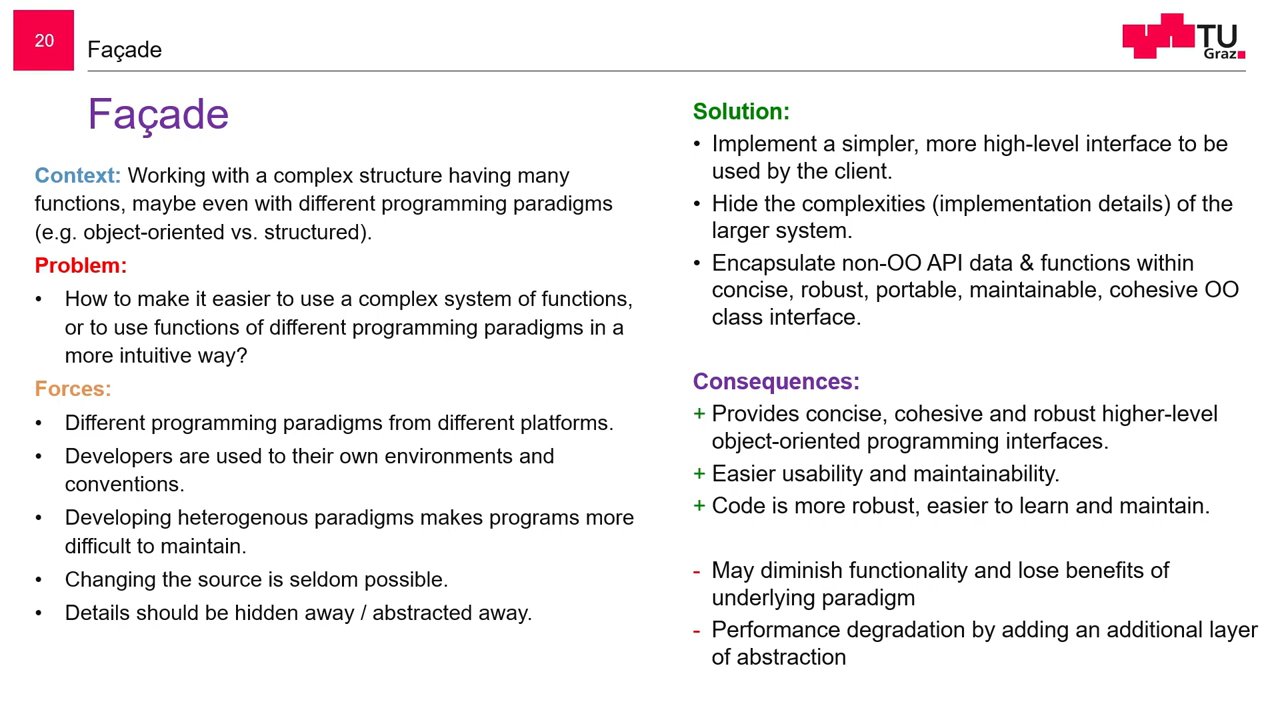 20
Façade
TU
Graz
Façade
Context: Working with a complex structure having many
functions, maybe even with different programming paradigms
(e.g. object-oriented vs. structured).
Problem:
• How to make it easier to use a complex system of functions,
or to use functions of different programming paradigms in a
more intuitive way?
Forces:
• Different programming paradigms from different platforms.
• Developers are used to their own environments and
conventions.
• Developing heterogenous paradigms makes programs more
difficult to maintain.
• Changing the source is seldom possible.
• Details should be hidden away / abstracted away.
Solution:
• Implement a simpler, more high-level interface to be
used by the client.
• Hide the complexities (implementation details) of the
larger system.
• Encapsulate non-OO API data & functions within
concise, robust, portable, maintainable, cohesive OO
class interface.
Consequences:
+ Provides concise, cohesive and robust higher-level
object-oriented programming interfaces.
+ Easier usability and maintainability.
+ Code is more robust, easier to learn and maintain.
- May diminish functionality and lose benefits of
underlying paradigm
- Performance degradation by adding an additional layer
of abstraction